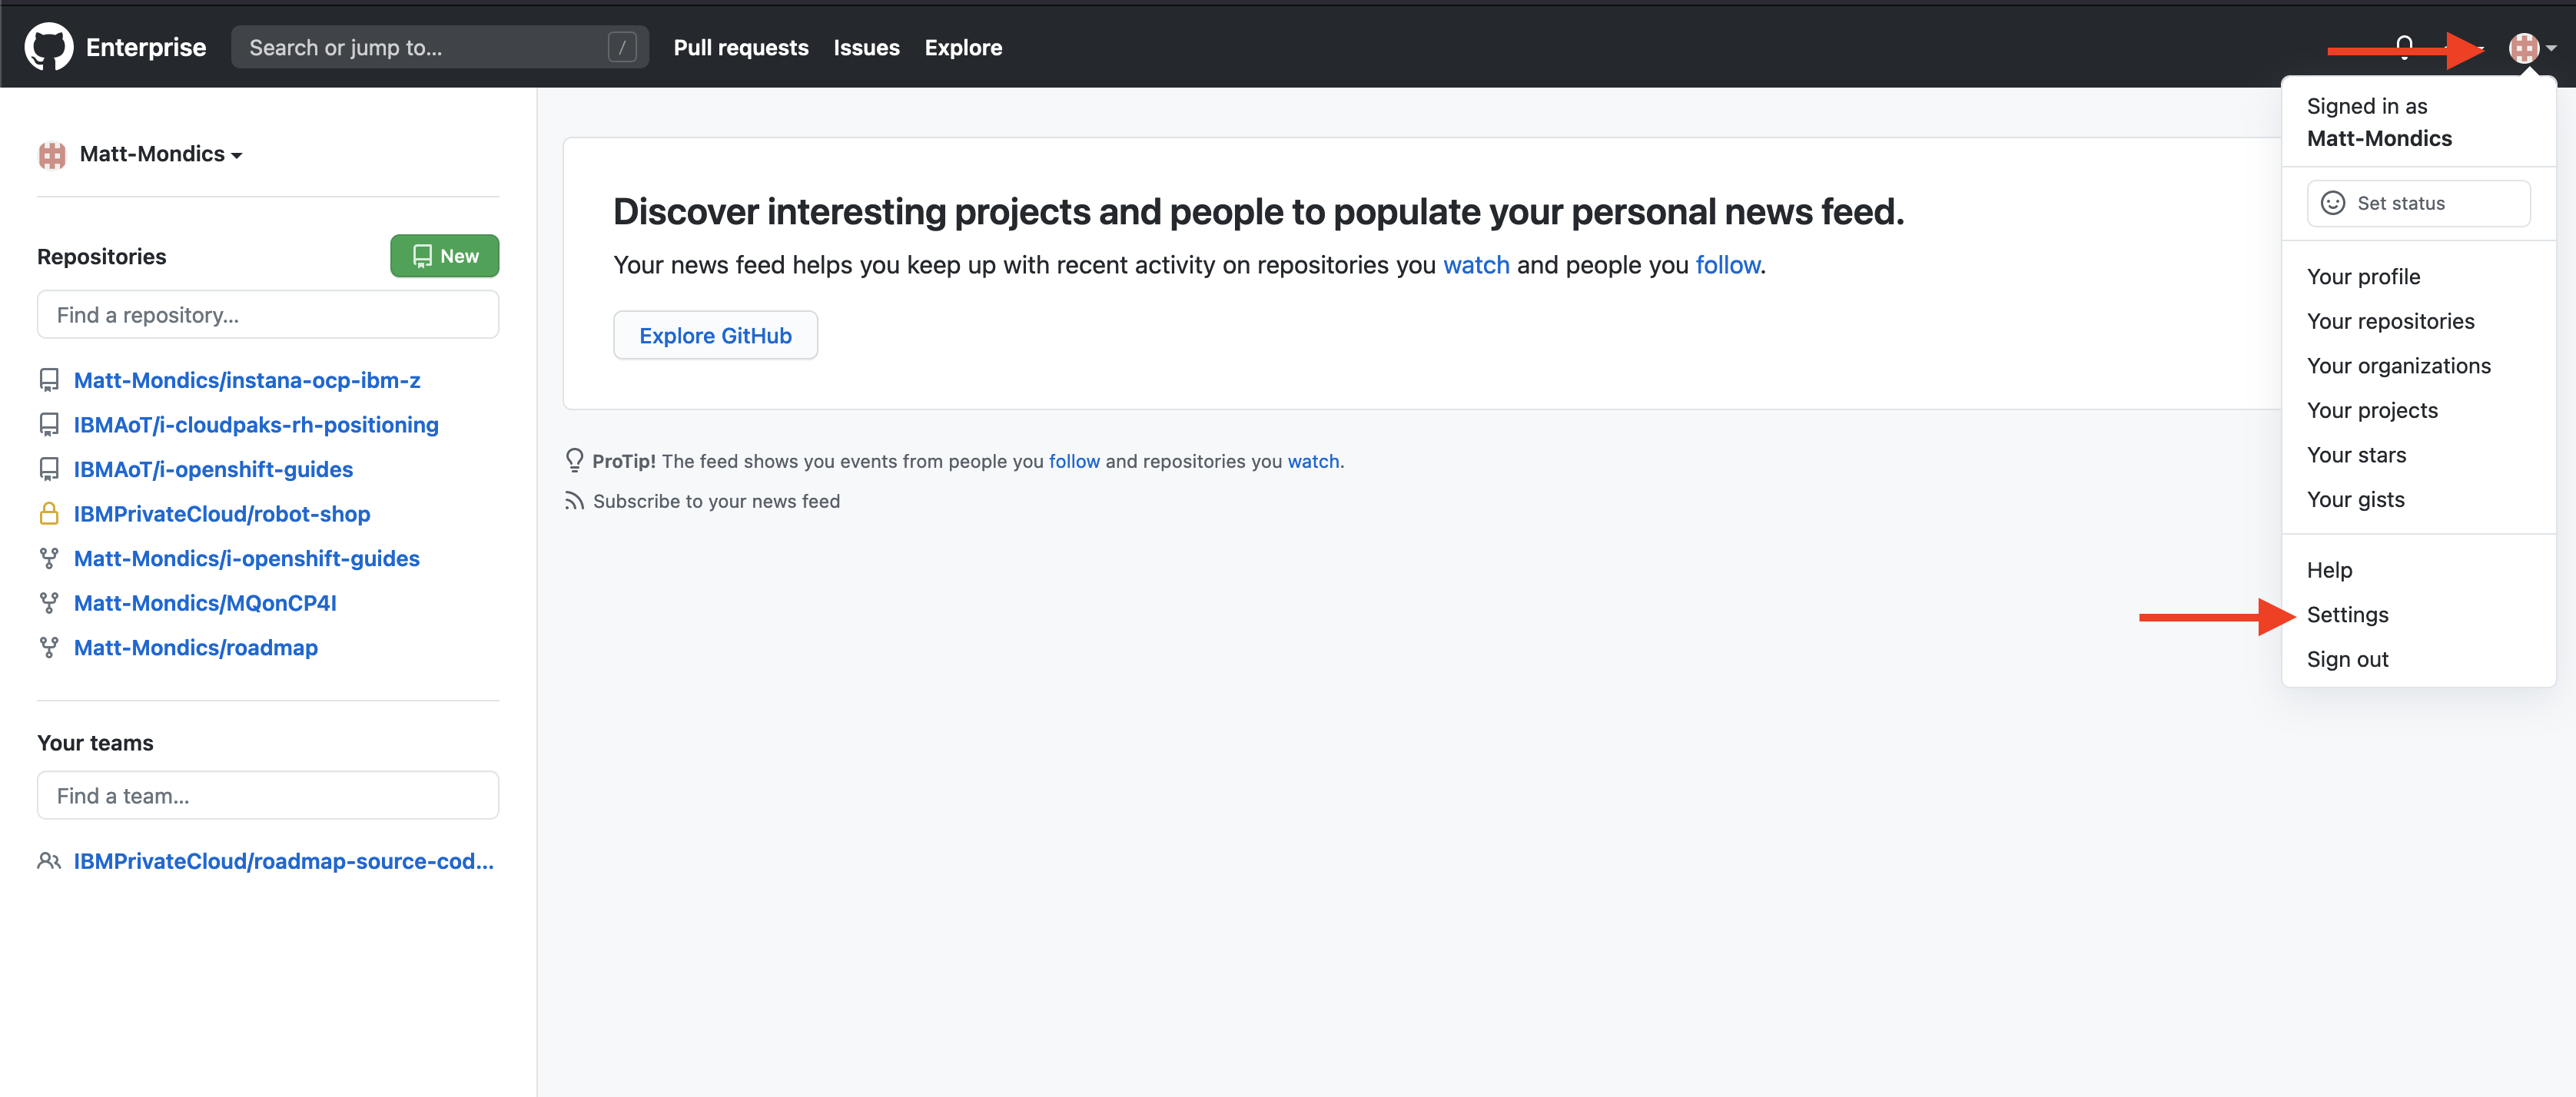 Enterprise
Search or jump to...
/
Pull requests
Issues
Explore
Matt-Mondics
Repositories
New
Find a repository...
Matt-Mondics/instana-ocp-ibm-z
IBMAoT/i-cloudpaks-rh-positioning
IBMAoT/i-openshift-guides
IBMPrivateCloud/robot-shop
Matt-Mondics/i-openshift-guides
Matt-Mondics/MQonCP4I
Matt-Mondics/roadmap
Your teams
Find a team...
IBMPrivateCloud/roadmap-source-cod...
Discover interesting projects and people to populate your personal news feed.
Your news feed helps you keep up with recent activity on repositories you watch and people you follow.
Explore GitHub
ProTip! The feed shows you events from people you follow and repositories you watch.
Subscribe to your news feed
Signed in as
Matt-Mondics
Set status
Your profile
Your repositories
Your organizations
Your projects
Your stars
Your gists
Help
Settings
Sign out